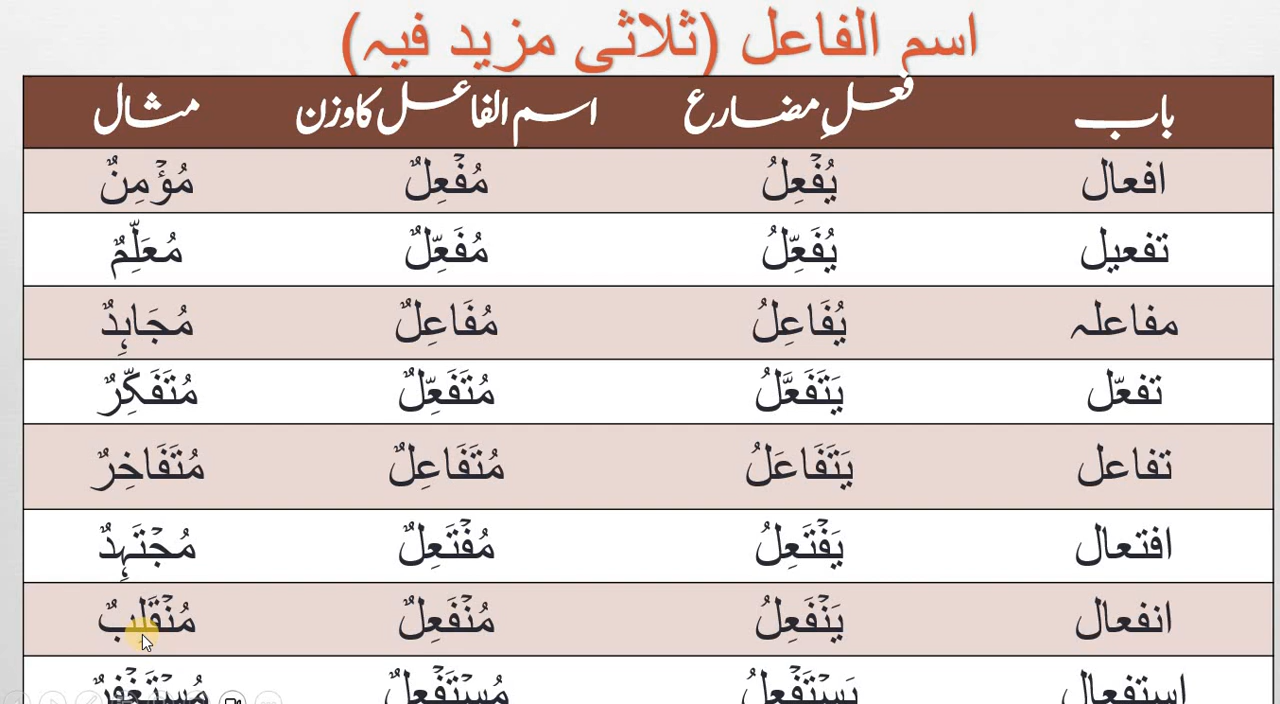 اسم الفاعل (ثلاثی مزید فیہ)
باب فعلِ مضارع اسم الفاعل کا وزن مثال
افعال يُفْعِلُ مُفْعِلٌ مُؤْمِنٌ
تفعيل يُفَعِّلُ مُفَعِّلٌ مُعَلِّمٌ
مفاعلہ يُفَاعِلُ مُفَاعِلٌ مُجَاہِدٌ
تفعّل يَتَفَعَّلُ مُتَفَعِّلٌ مُتَفَكِّرٌ
تفاعل يَتَفَاعَلُ مُتَفَاعِلٌ مُتَفَاخِرٌ
افتعال يَفْتَعِلُ مُفْتَعِلٌ مُجْتَہِدٌ
انفعال يَنْفَعِلُ مُنْفَعِلٌ مُنْقَلِبٌ
استفعال يَسْتَفْعِلُ مُسْتَفْعِلٌ مُسْتَغْفِرٌ